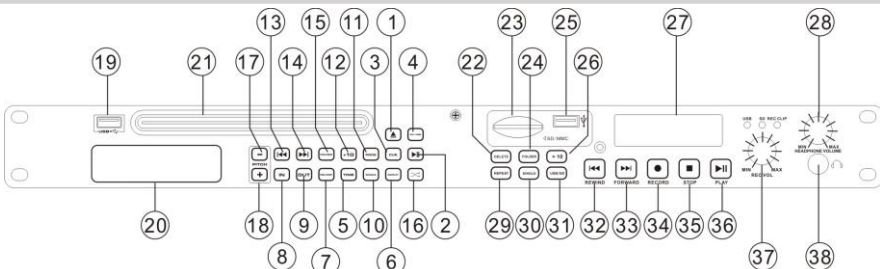 13 15 11 1 23 25 27 28
19 21 17 14 12 3 4 22 24 26
USB
USB SD REC CLIP
SD/MMC
PITCH
+10
CUE
DELETE FOLDER +10
MIN MAX
HEADPHONE VOLUME
IN OUT TIME
REPEAT SINGLE USB/SD
REWIND FORWARD RECORD STOP PLAY
MIN MAX
REC VOL
20 18 9 5 10 16 2 29 30 31 32 33 34 35 36
8 7 6 37 38